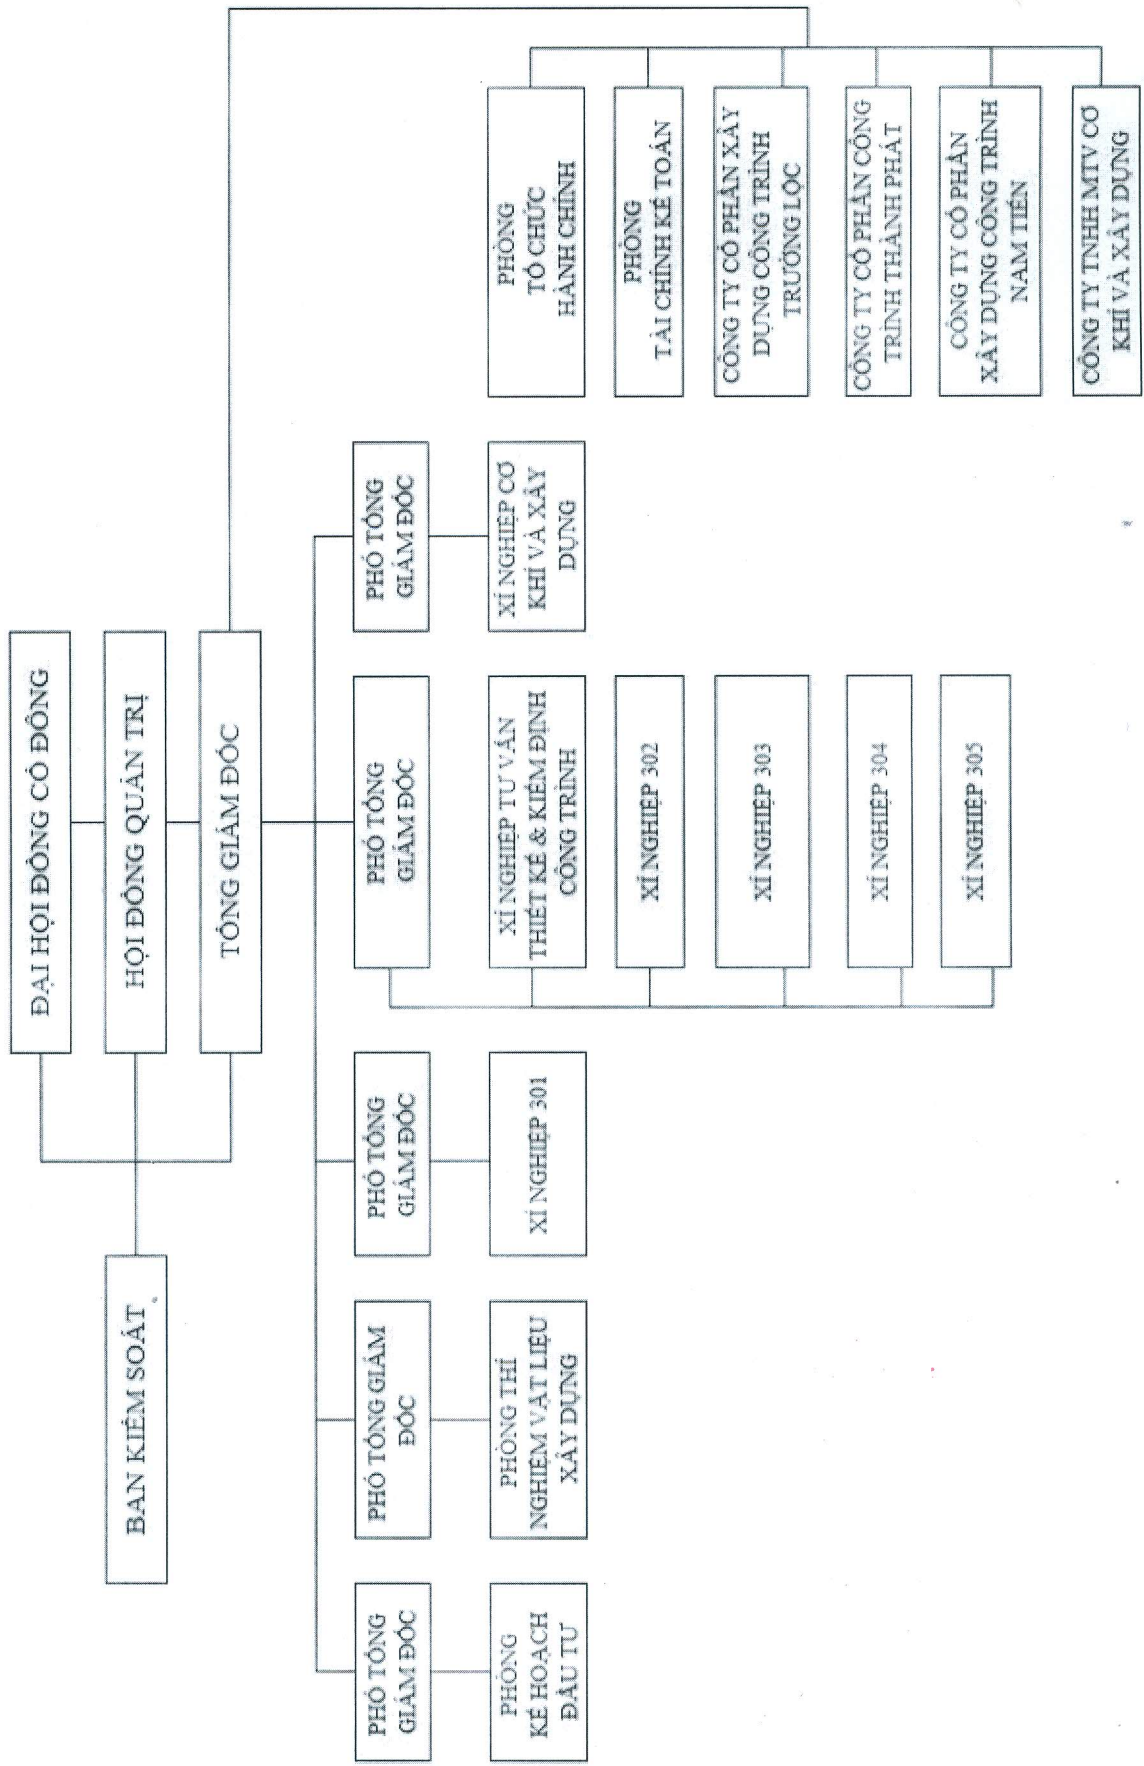 ĐẠI HỘI ĐỒNG CỔ ĐÔNG
BAN KIỂM SOÁT
HỘI ĐỒNG QUẢN TRỊ
TỔNG GIÁM ĐỐC
PHÓ TỔNG
GIÁM ĐỐC
PHÓ TỔNG GIÁM
ĐỐC
PHÓ TỔNG
GIÁM ĐỐC
PHÓ TỔNG
GIÁM ĐỐC
PHÓ TỔNG
GIÁM ĐỐC
PHÒNG
KẾ HOẠCH
ĐẦU TƯ
PHÒNG THÍ
NGHIỆM VẬT LIỆU
XÂY DỰNG
XÍ NGHIỆP 301
XÍ NGHIỆP TƯ VẤN
THIẾT KẾ & KIỂM ĐỊNH
CÔNG TRÌNH
XÍ NGHIỆP 302
XÍ NGHIỆP 303
XÍ NGHIỆP 304
XÍ NGHIỆP 305
XÍ NGHIỆP CƠ
KHÍ VÀ XÂY
DỰNG
PHÒNG
TỔ CHỨC
HÀNH CHÍNH
PHÒNG
TÀI CHÍNH KẾ TOÁN
CÔNG TY CỔ PHẦN XÂY
DỰNG CÔNG TRÌNH
TRƯỜNG LỘC
CÔNG TY CỔ PHẦN CÔNG
TRÌNH THÀNH PHÁT
CÔNG TY CỔ PHẦN
XÂY DỰNG CÔNG TRÌNH
NAM TIẾN
CÔNG TY TNHH MTV CƠ
KHÍ VÀ XÂY DỰNG